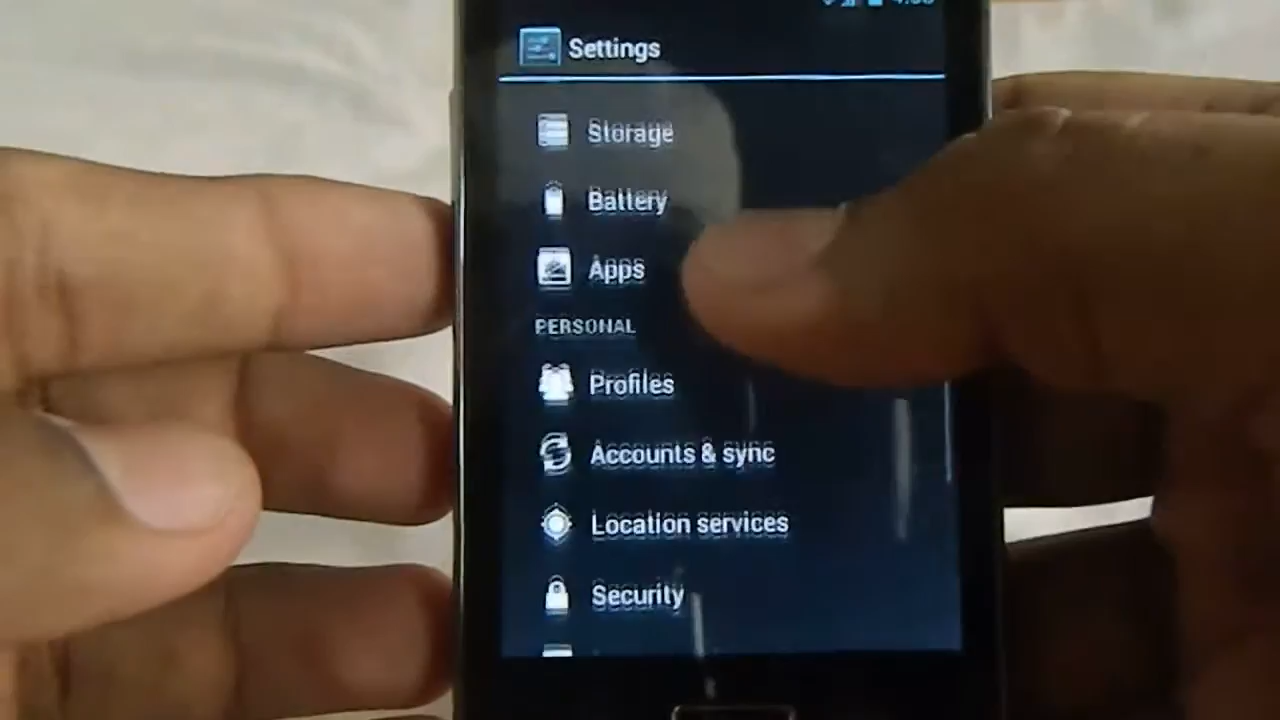 Settings
Storage
Battery
Apps
PERSONAL
Profiles
Accounts & sync
Location services
Security